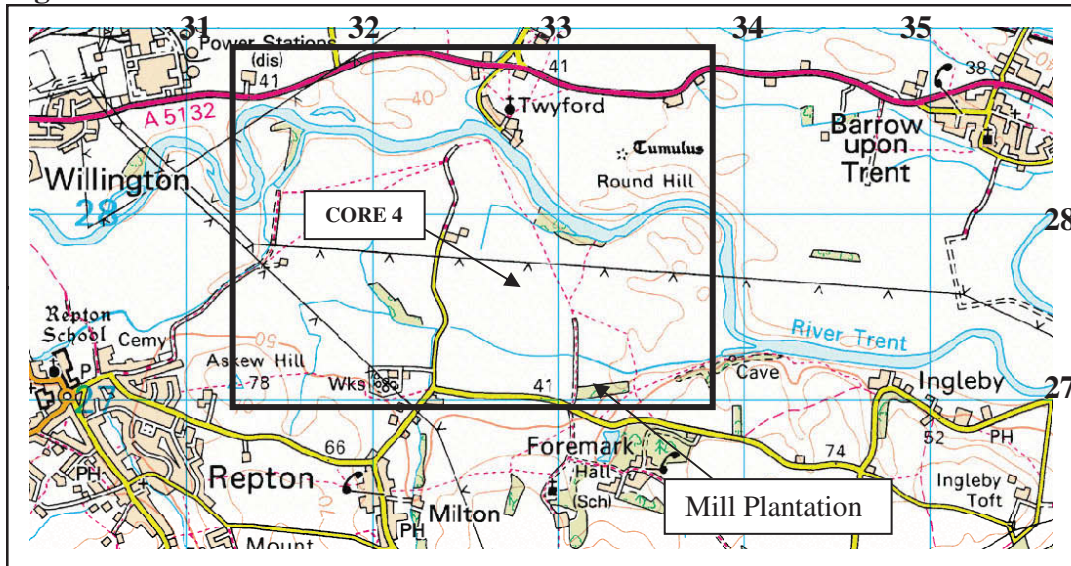 31
32
33
34
35
Power Stations
(dis)
41
41
38
40
A 5132
Twyford
Tumulus
Round Hill
Barrow
upon
Trent
Willington
28
28
CORE 4
Repton
School
Cemy
50
P
Askew Hill
78
Wks
41
River Trent
Cave
Ingleby
27
27
66
Foremark
Hall
(Sch)
74
52
PH
PH
Repton
Milton
Mill Plantation
Ingleby
Toft
PH
Mount